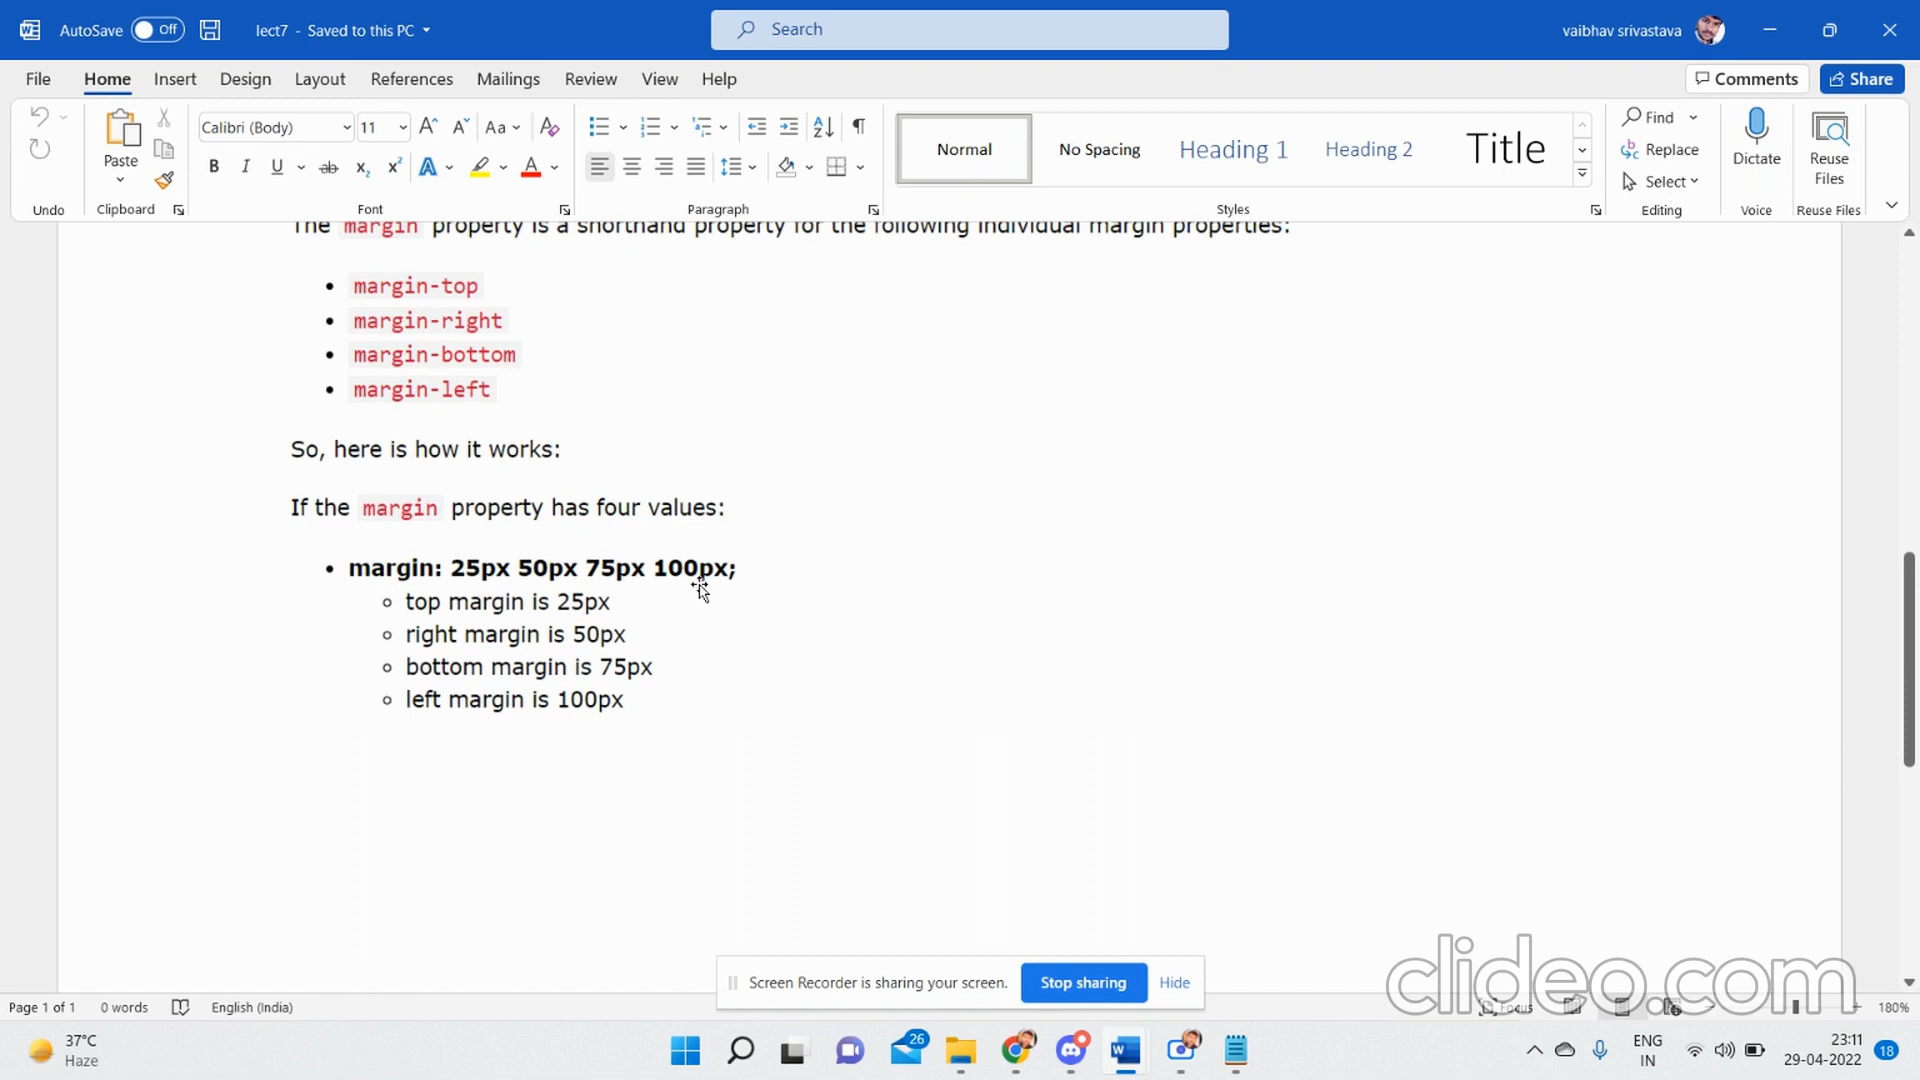 AutoSave Off lect7 - Saved to this PC Search vaibhav srivastava
File Home Insert Design Layout References Mailings Review View Help Comments Share
Calibri (Body) 11 Aa
Paste
B I U ab x2 x2 A A
Normal No Spacing Heading 1 Heading 2 Title
Find
Replace
Select
Dictate
Reuse
Files
Undo Clipboard Font Paragraph Styles Editing Voice Reuse Files
The margin property is a shorthand property for the following individual margin properties:
• margin-top
• margin-right
• margin-bottom
• margin-left
So, here is how it works:
If the margin property has four values:
• margin: 25px 50px 75px 100px;
○ top margin is 25px
○ right margin is 50px
○ bottom margin is 75px
○ left margin is 100px
Screen Recorder is sharing your screen. Stop sharing Hide
clideo.com
Page 1 of 1 0 words English (India) Focus 180%
37°C
Haze
26
ENG
IN
23:11
29-04-2022
18